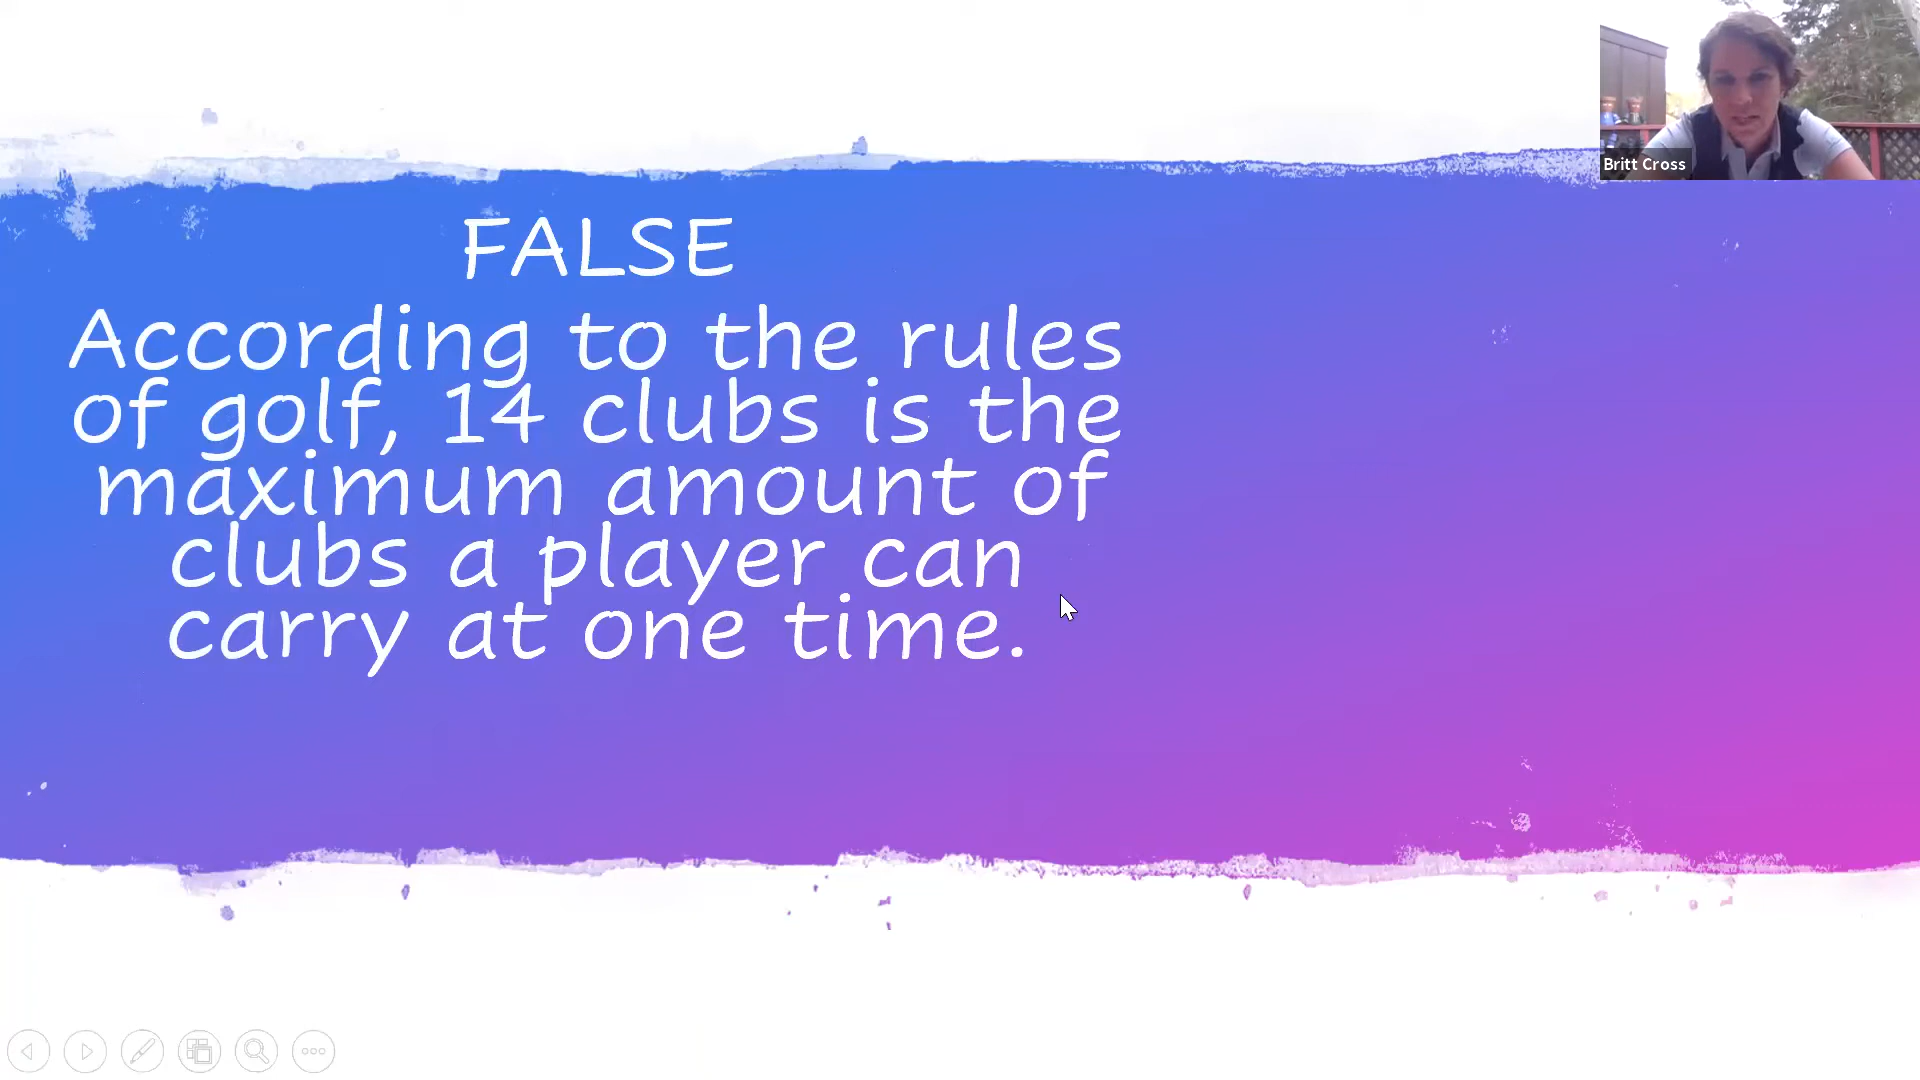 Britt Cross
FALSE
According to the rules
of golf, 14 clubs is the
maximum amount of
clubs a player can
carry at one time.